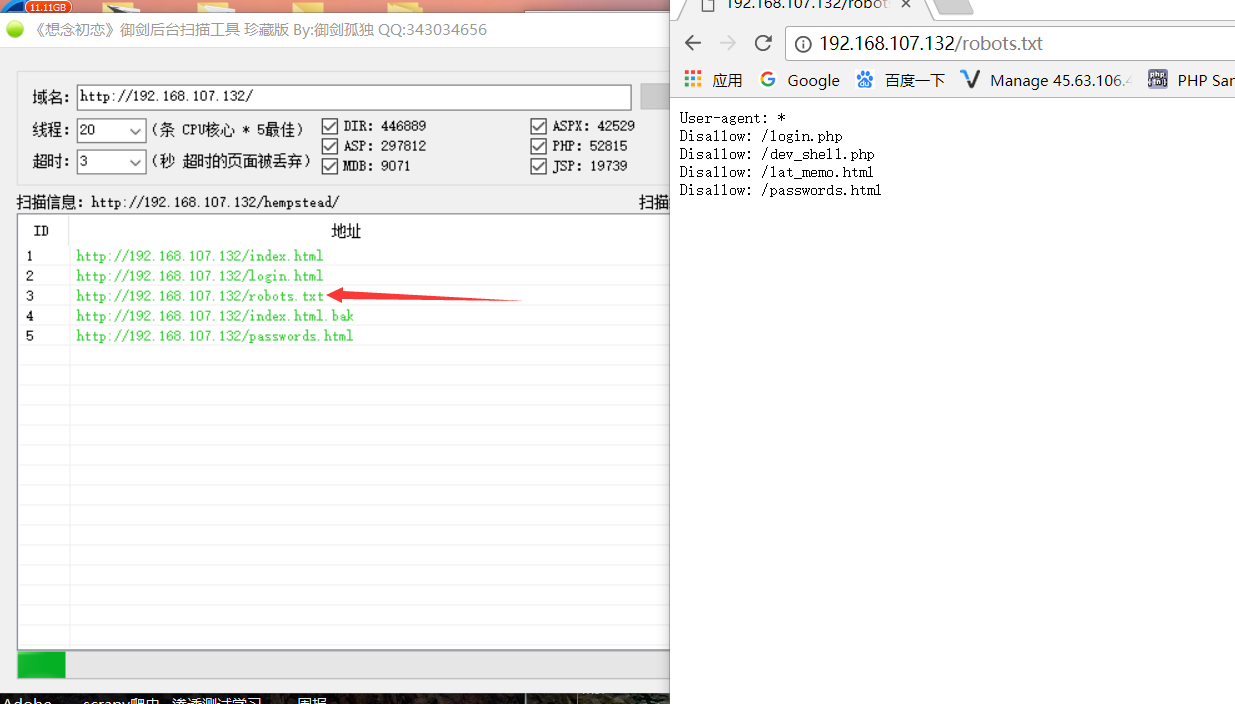 11.11GB
《想念初恋》御剑后台扫描工具 珍藏版 By:御剑孤独 QQ:343034656
域名: http://192.168.107.132/
线程: 20 (条 CPU核心 * 5最佳) DIR: 446889 ASPX: 42529
ASP: 297812 PHP: 52815
超时: 3 (秒 超时的页面被丢弃) MDB: 9071 JSP: 19739
扫描信息: http://192.168.107.132/hempstead/ 扫描
ID 地址
1 http://192.168.107.132/index.html
2 http://192.168.107.132/login.html
3 http://192.168.107.132/robots.txt
4 http://192.168.107.132/index.html.bak
5 http://192.168.107.132/passwords.html
Adobe scrapy爬虫 渗透测试学习 周报
192.168.107.132/robot
192.168.107.132/robots.txt
应用 Google 百度一下 Manage 45.63.106. php PHP Sar
User-agent: *
Disallow: /login.php
Disallow: /dev_shell.php
Disallow: /lat_memo.html
Disallow: /passwords.html